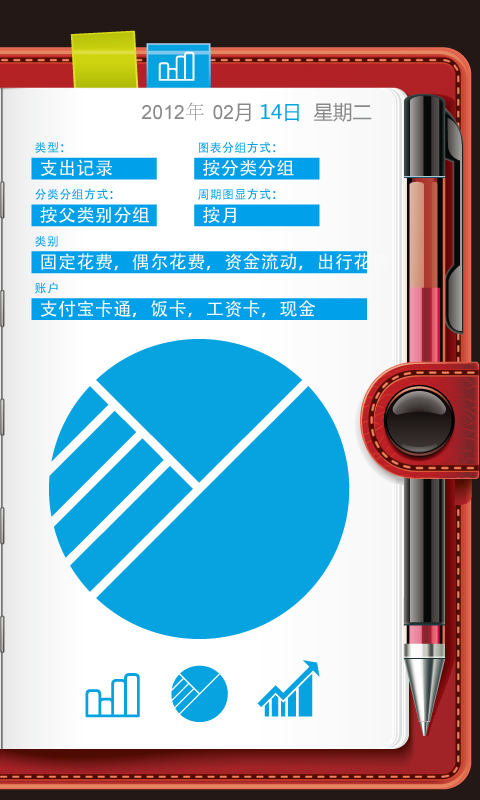 2012年 02月 14日 星期二
类型： 图表分组方式：
支出记录 按分类分组
分类分组方式： 周期图显方式：
按父类别分组 按月
类别
固定花费，偶尔花费，资金流动，出行花
账户
支付宝卡通，饭卡，工资卡，现金